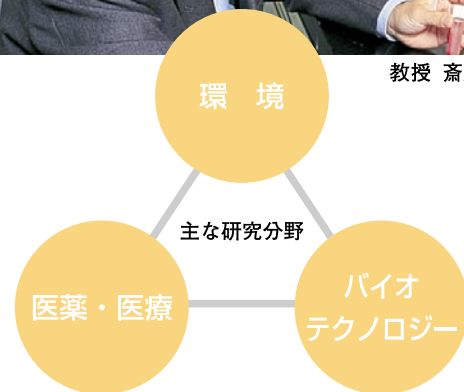 教授 斎
環 境
主な研究分野
医薬・医療
バイオ
テクノロジー